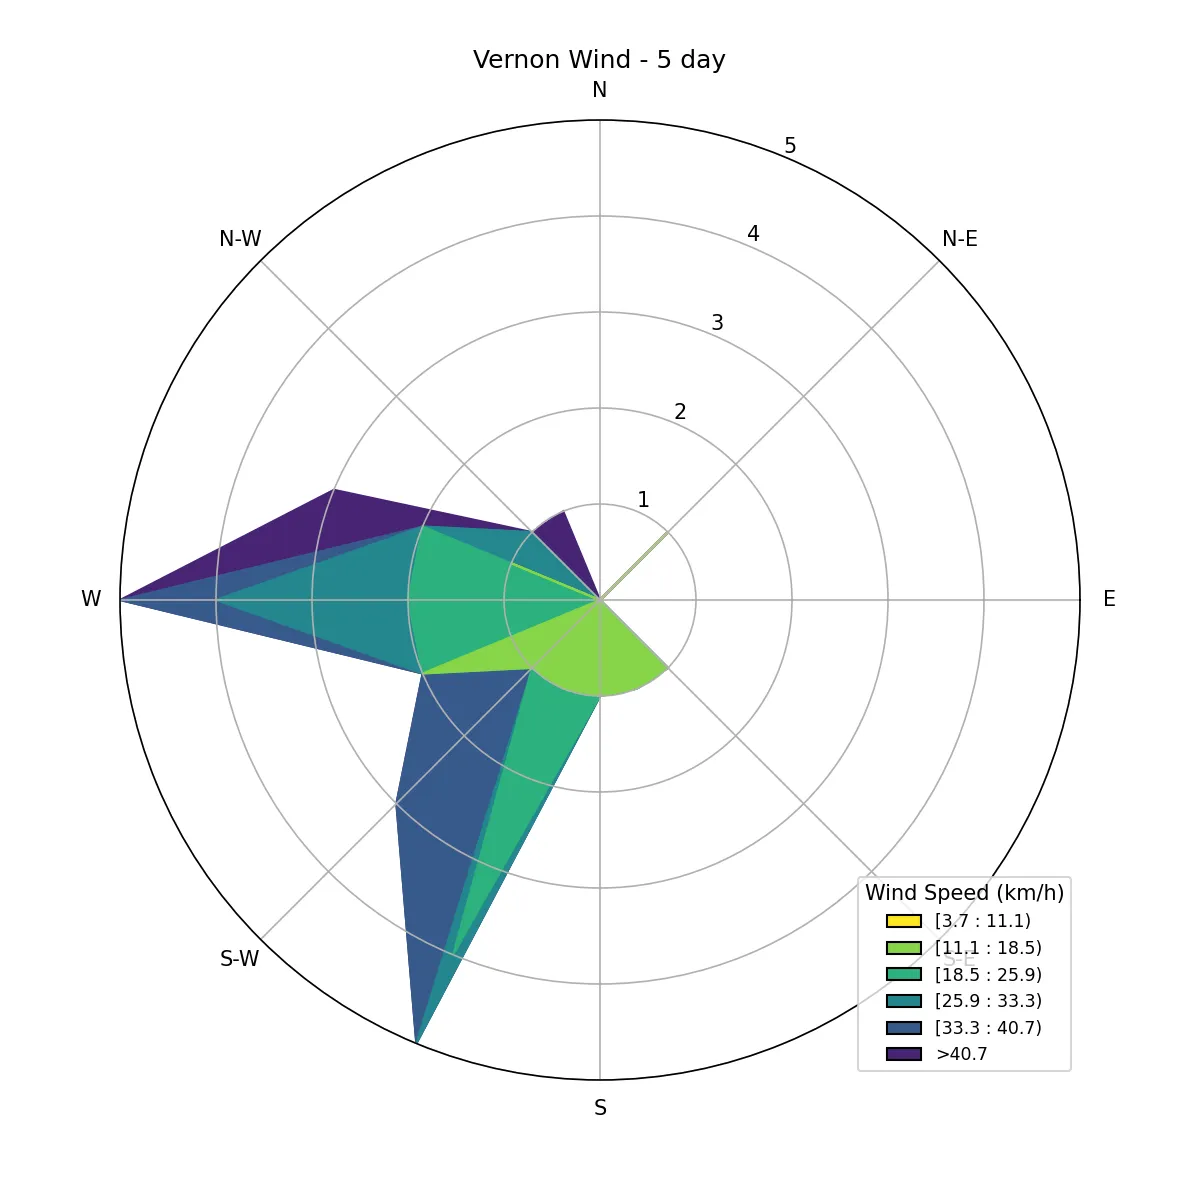 Vernon Wind - 5 day
N
5
N-W
4
N-E
3
2
1
W
E
S-W
S-E
S
Wind Speed (km/h)
[3.7 : 11.1)
[11.1 : 18.5)
[18.5 : 25.9)
[25.9 : 33.3)
[33.3 : 40.7)
>40.7